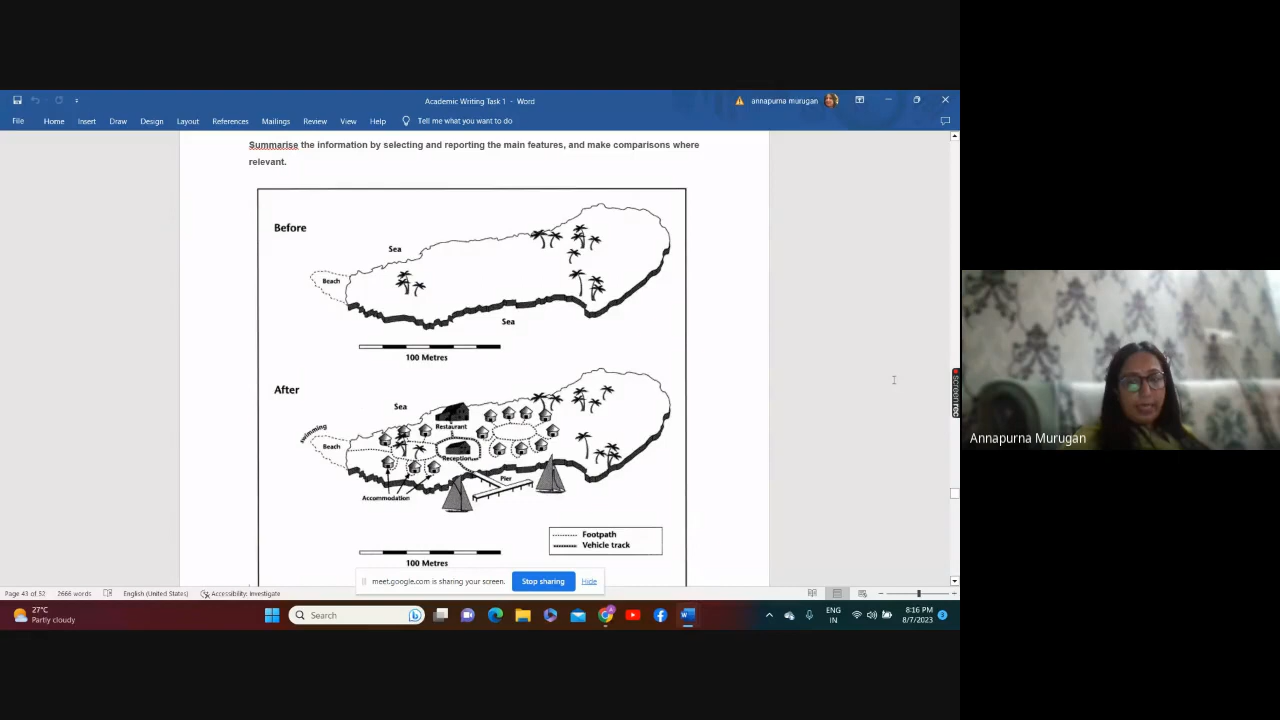 Academic Writing Task 1 - Word
annapurna murugan
File Home Insert Draw Design Layout References Mailings Review View Help Tell me what you want to do
Summarise the information by selecting and reporting the main features, and make comparisons where
relevant.
Before
Sea
Beach
Sea
100 Metres
After
Sea
swimming
Beach
Restaurant
Reception
Pier
Accommodation
Footpath
Vehicle track
100 Metres
meet.google.com is sharing your screen. Stop sharing Hide
Page 43 of 52 2666 words English (United States) Accessibility: Investigate
27°C
Partly cloudy
Search
ENG
IN
8:16 PM
8/7/2023
3
screenrec
Annapurna Murugan